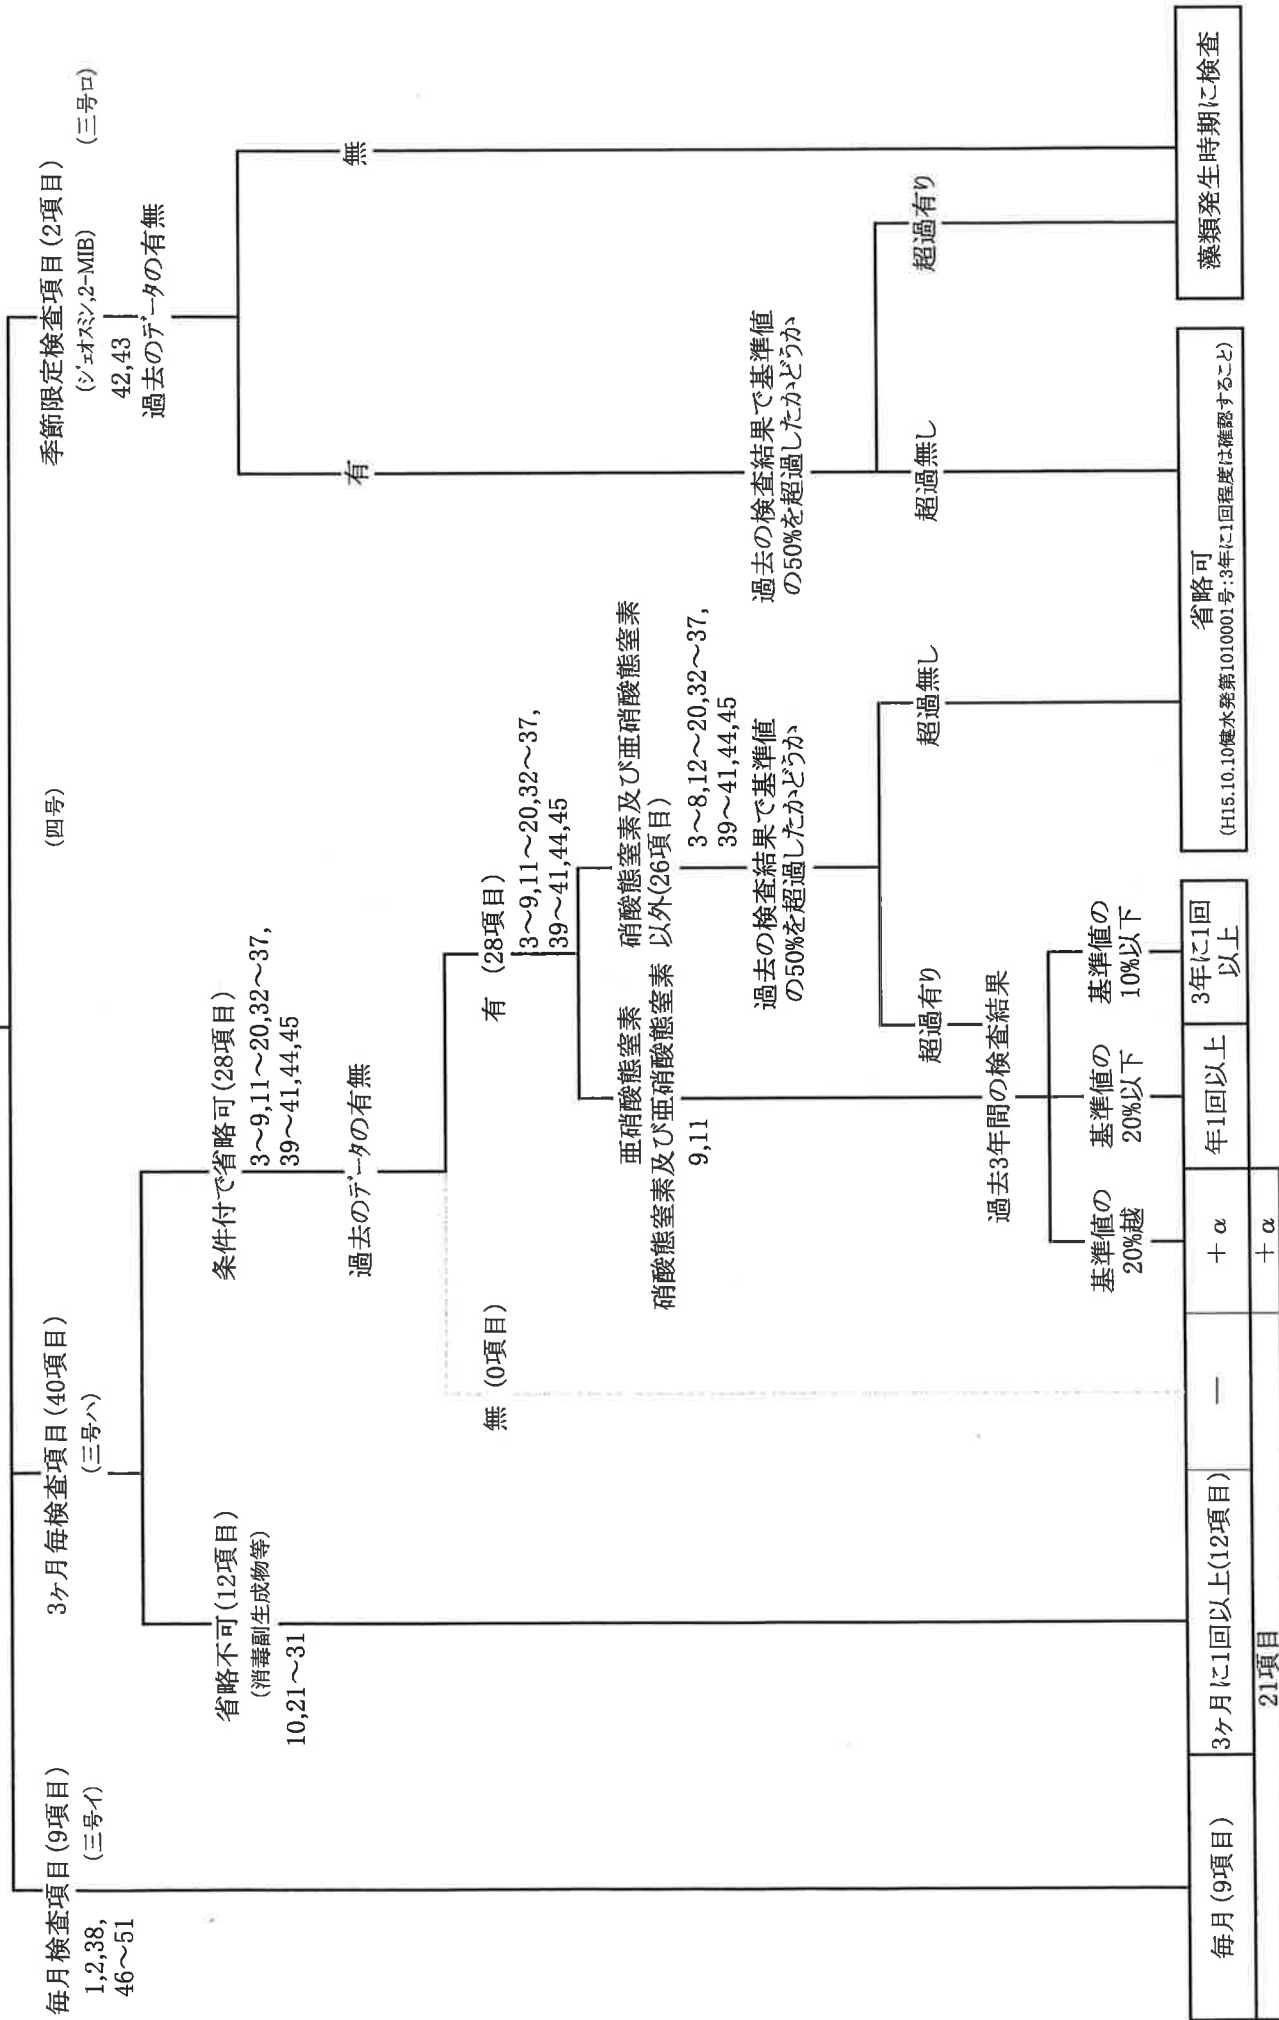 毎月検査項目(9項目)
(三号イ)
1,2,38,
46～51
3ヶ月毎検査項目(40項目)
(三号ハ)
(四号)
季節限定検査項目(2項目)
(ジェオスミン,2-MIB)
(三号ロ)
42,43
過去のデータの有無
省略不可(12項目)
(消毒副生成物等)
10,21～31
条件付で省略可(28項目)
3～9,11～20,32～37,
39～41,44,45
過去のデータの有無
有
無
無 (0項目)
有 (28項目)
3～9,11～20,32～37,
39～41,44,45
亜硝酸態窒素
硝酸態窒素及び亜硝酸態窒素
9,11
硝酸態窒素及び亜硝酸態窒素
以外(26項目)
3～8,12～20,32～37,
39～41,44,45
過去の検査結果で基準値
の50%を超過したかどうか
過去の検査結果で基準値
の50%を超過したかどうか
超過有り
超過無し
超過無し
超過有り
過去3年間の検査結果
基準値の
20%越
基準値の
20%以下
基準値の
10%以下
毎月(9項目)
3ヶ月に1回以上(12項目)
―
＋α
年1回以上
3年に1回
以上
省略可
(H15.10.10健水発第1010001号:3年に1回程度は確認すること)
藻類発生時期に検査
21項目
＋α